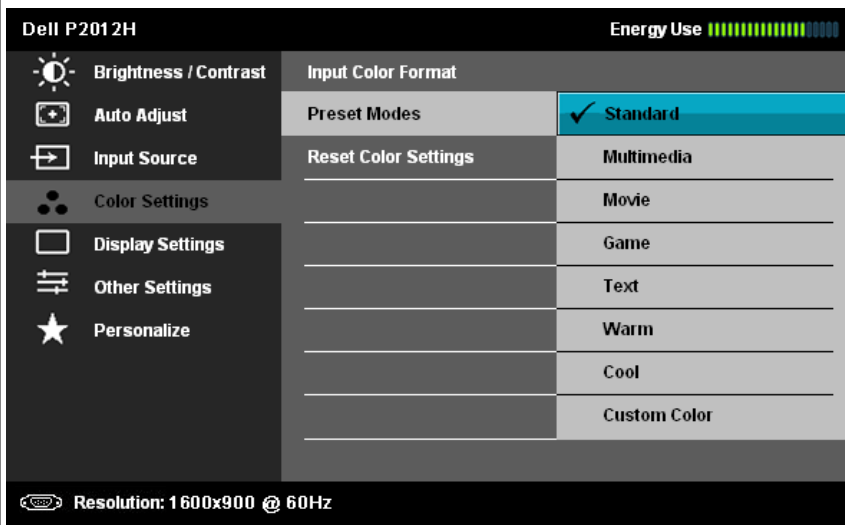 Dell P2012H
Energy Use
Brightness / Contrast
Auto Adjust
Input Source
Color Settings
Display Settings
Other Settings
Personalize
Input Color Format
Preset Modes
Reset Color Settings
Standard
Multimedia
Movie
Game
Text
Warm
Cool
Custom Color
Resolution: 1600x900 @ 60Hz